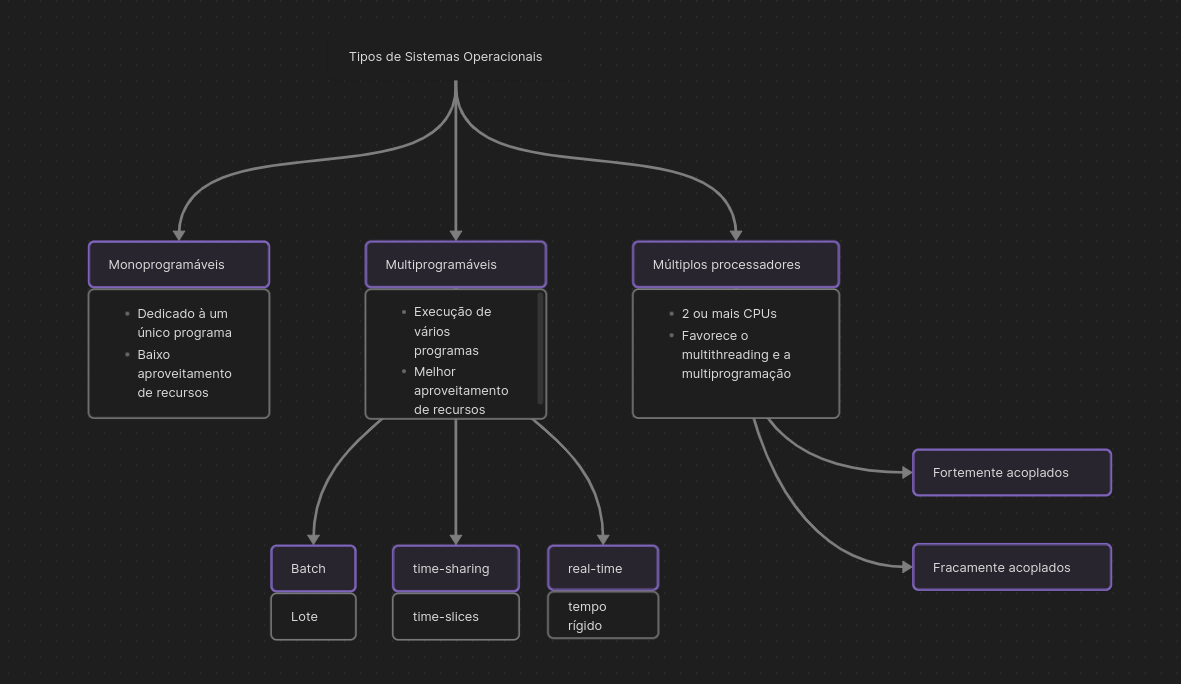 Tipos de Sistemas Operacionais
Monoprogramáveis
Dedicado à um
único programa
Baixo
aproveitamento
de recursos
Multiprogramáveis
Execução de
vários
programas
Melhor
aproveitamento
de recursos
Múltiplos processadores
2 ou mais CPUs
Favorece o
multithreading e a
multiprogramação
Fortemente acoplados
Fracamente acoplados
Batch
Lote
time-sharing
time-slices
real-time
tempo
rígido